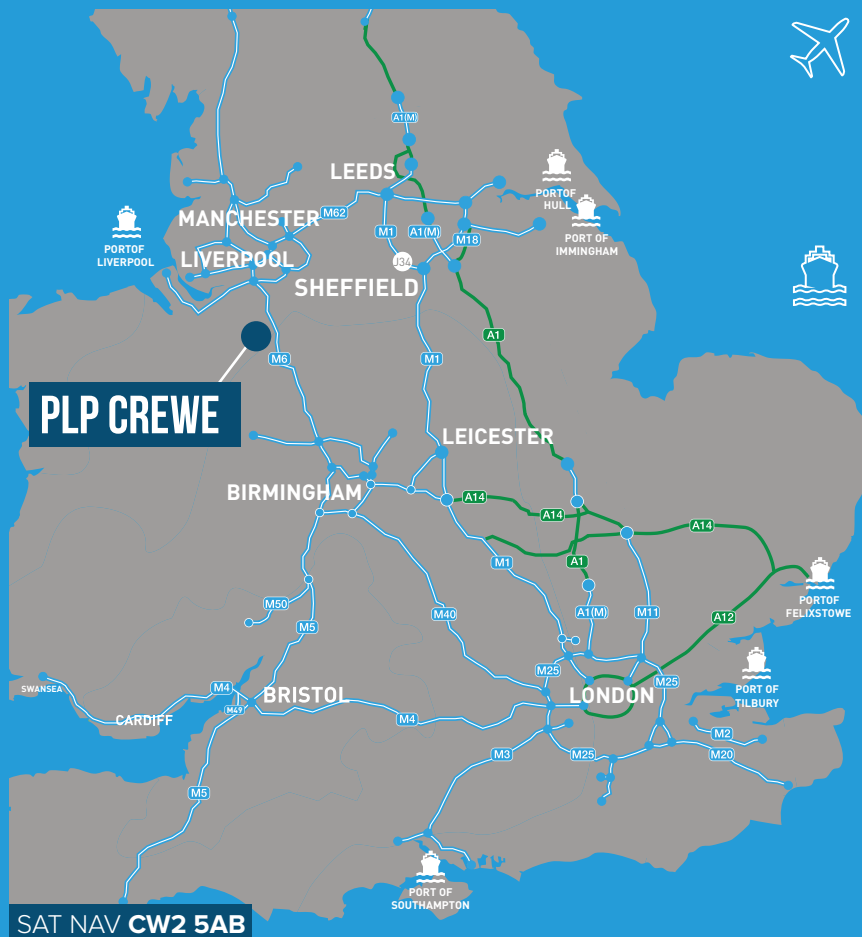 A1(M)
LEEDS
PORTOF
HULL
MANCHESTER
M62
M1
A1(M)
M18
PORT OF
IMMINGHAM
PORTOF
LIVERPOOL
LIVERPOOL
J34
SHEFFIELD
A1
M6
M1
PLP CREWE
LEICESTER
BIRMINGHAM
A14
A14
A14
M1
A1
PORTOF
FELIXSTOWE
M50
M5
M40
A1(M)
M11
A12
M25
M25
SWANSEA
M4
M49
BRISTOL
LONDON
PORT OF
TILBURY
CARDIFF
M4
M2
M3
M25
M20
M5
PORT OF
SOUTHAMPTON
SAT NAV CW2 5AB